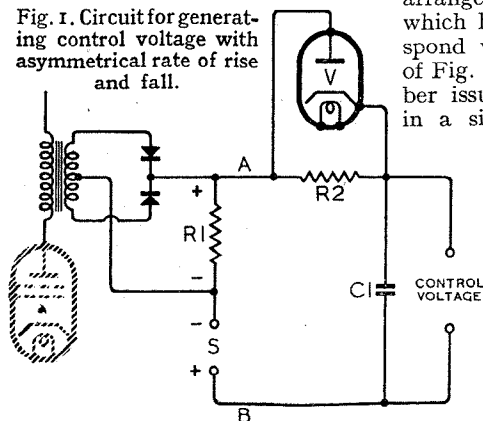 Fig. 1. Circuit for generat-
ing control voltage with
asymmetrical rate of rise
and fall.
arrange
which h
spond v
of Fig.
ber issu
in a si
V
A
+
R2
R1
C1
CONTROL
VOLTAGE
−
−
S
+
B